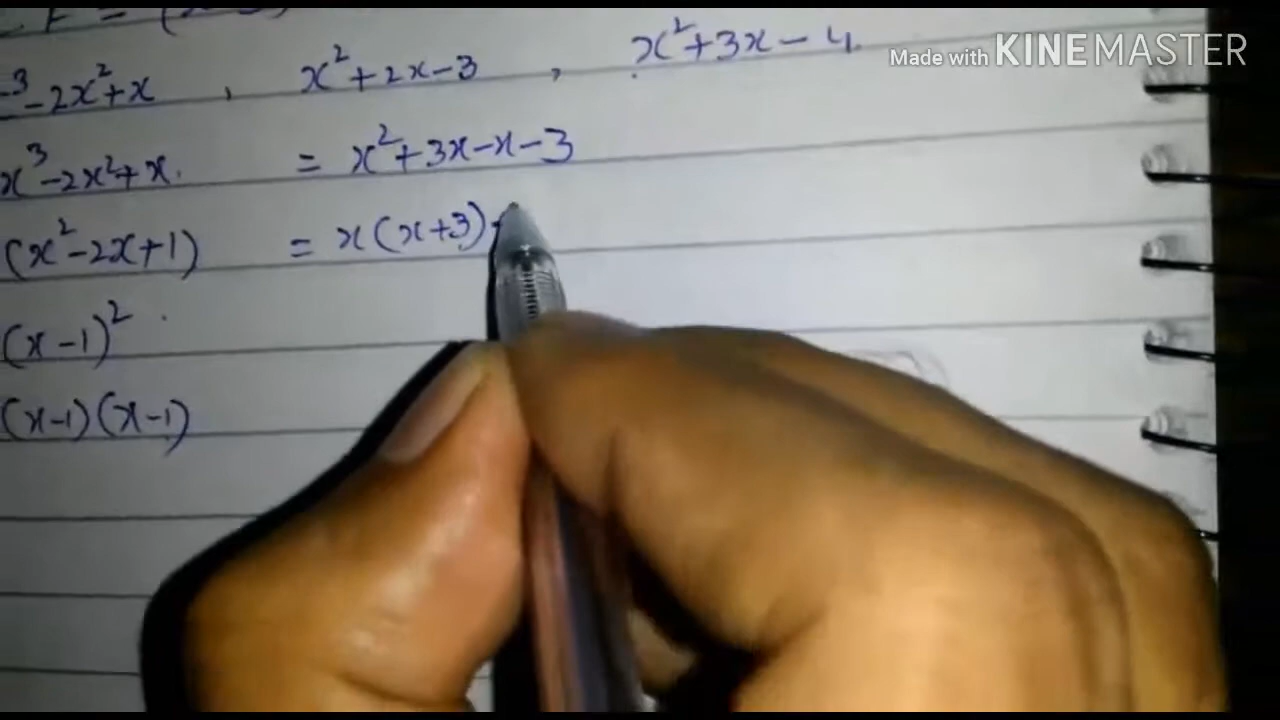 x³-2x²+x , x²+2x-3 , x²+3x-4
Made with KINEMASTER
x³-2x²+x. = x²+3x-x-3
(x²-2x+1) = x(x+3)-
(x-1)²
(x-1)(x-1)